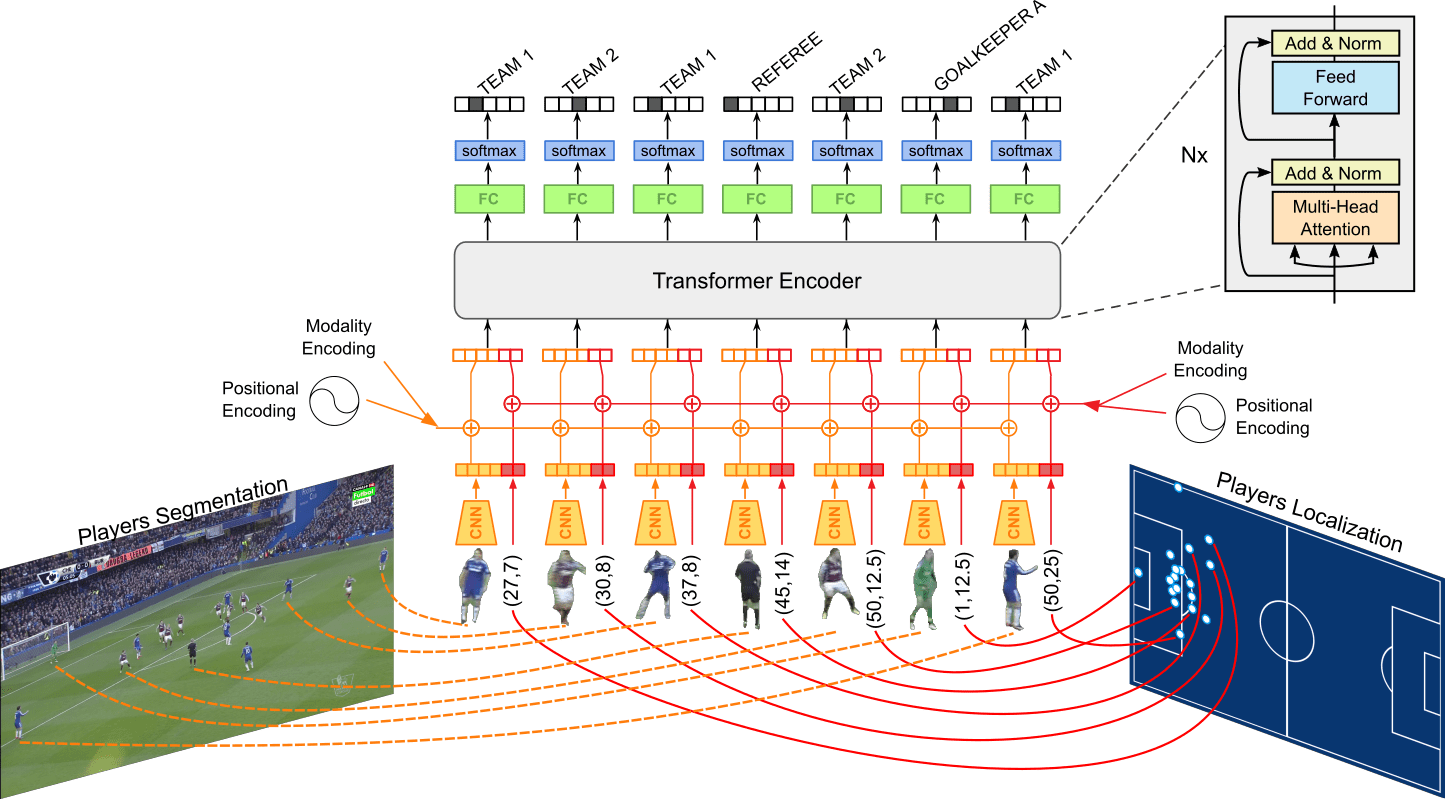 TEAM 1
TEAM 2
TEAM 1
REFEREE
TEAM 2
GOALKEEPER A
TEAM 1
softmax
softmax
softmax
softmax
softmax
softmax
softmax
FC
FC
FC
FC
FC
FC
FC
Transformer Encoder
Nx
Add & Norm
Feed
Forward
Add & Norm
Multi-Head
Attention
Modality
Encoding
Positional
Encoding
Modality
Encoding
Positional
Encoding
CNN
CNN
CNN
CNN
CNN
CNN
CNN
(27,7)
(30,8)
(37,8)
(45,14)
(50,12.5)
(1,12.5)
(50,25)
Players Segmentation
Fútbol
CHE
Players Localization